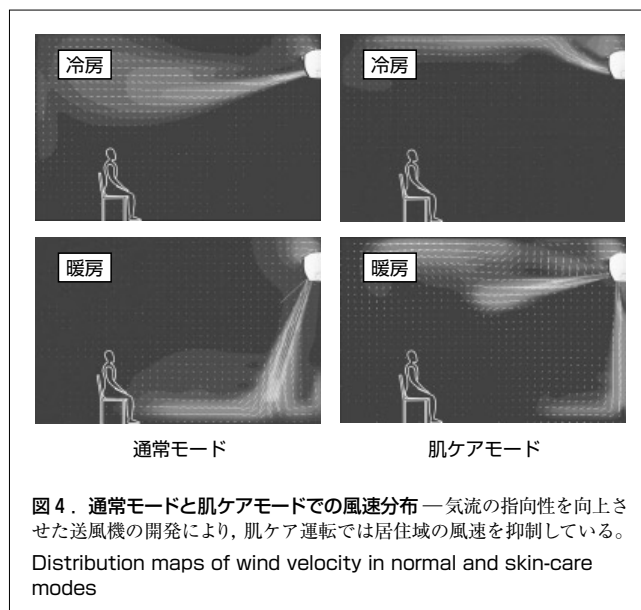 冷房
冷房
暖房
暖房
通常モード
肌ケアモード
図4．通常モードと肌ケアモードでの風速分布 ― 気流の指向性を向上さ
せた送風機の開発により，肌ケア運転では居住域の風速を抑制している。
Distribution maps of wind velocity in normal and skin-care
modes